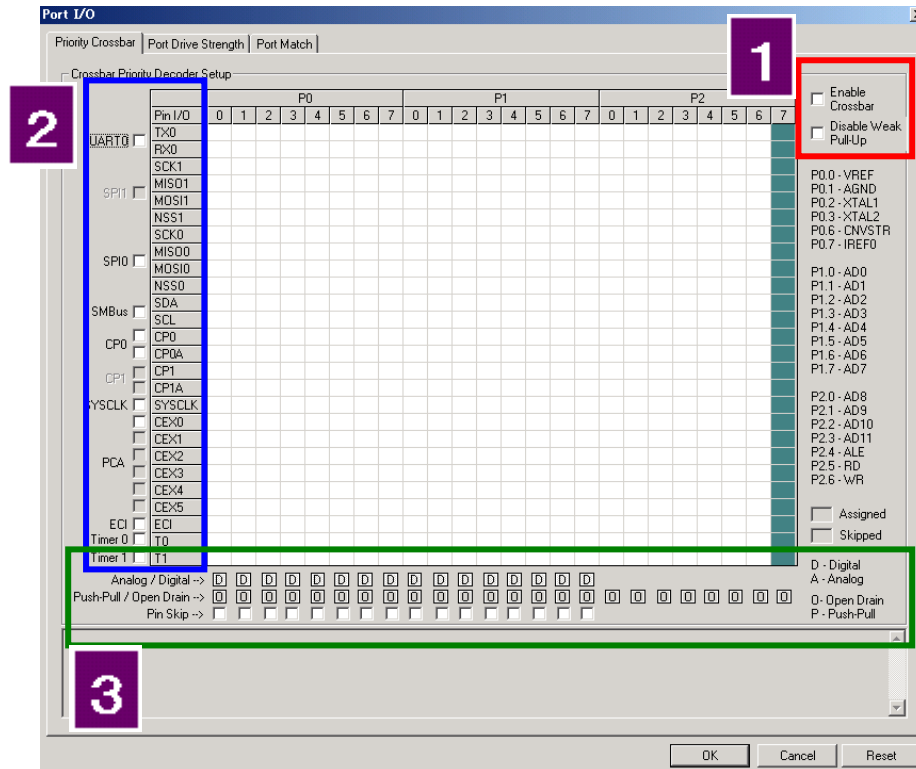 Port I/O
Priority Crossbar Port Drive Strength Port Match
1
Crossbar Priority Decoder Setup
2
P0 P1 P2
Pin I/O 0 1 2 3 4 5 6 7 0 1 2 3 4 5 6 7 0 1 2 3 4 5 6 7
Enable Crossbar
Disable Weak Pull-Up
UART0
TX0
RX0
SPI1
SCK1
MISO1
MOSI1
NSS1
SPI0
SCK0
MISO0
MOSI0
NSS0
SMBus
SDA
SCL
CP0
CP0
CP0A
CP1
CP1
CP1A
SYSCLK SYSCLK
PCA
CEX0
CEX1
CEX2
CEX3
CEX4
CEX5
ECI ECI
Timer 0 T0
Timer 1 T1
P0.0 - VREF
P0.1 - AGND
P0.2 - XTAL1
P0.3 - XTAL2
P0.6 - CNVSTR
P0.7 - IREF0
P1.0 - AD0
P1.1 - AD1
P1.2 - AD2
P1.3 - AD3
P1.4 - AD4
P1.5 - AD5
P1.6 - AD6
P1.7 - AD7
P2.0 - AD8
P2.1 - AD9
P2.2 - AD10
P2.3 - AD11
P2.4 - ALE
P2.5 - RD
P2.6 - WR
Assigned
Skipped
Analog / Digital --> D D D D D D D D D D D D D D D D
Push-Pull / Open Drain --> O O O O O O O O O O O O O O O O O O O O O O O O
Pin Skip -->
D - Digital
A - Analog
O- Open Drain
P - Push-Pull
3
OK Cancel Reset